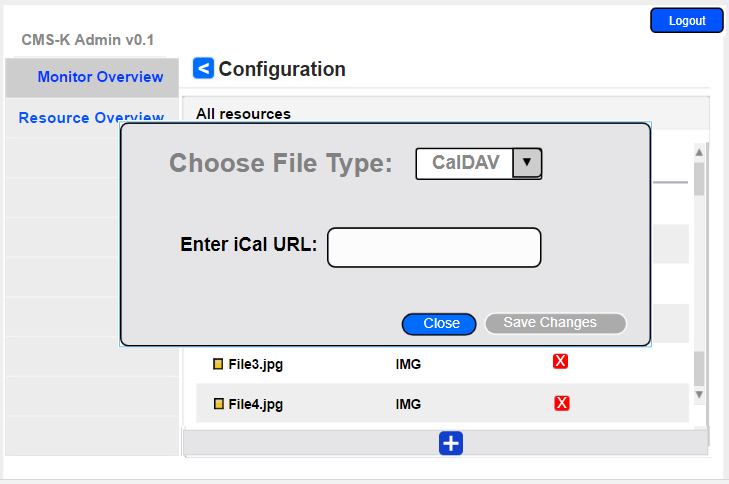 Logout
CMS-K Admin v0.1
Monitor Overview
< Configuration
Resource Overview
All resources
Choose File Type: CalDAV ▼
Enter iCal URL:
Close Save Changes
File3.jpg IMG X
File4.jpg IMG X
+